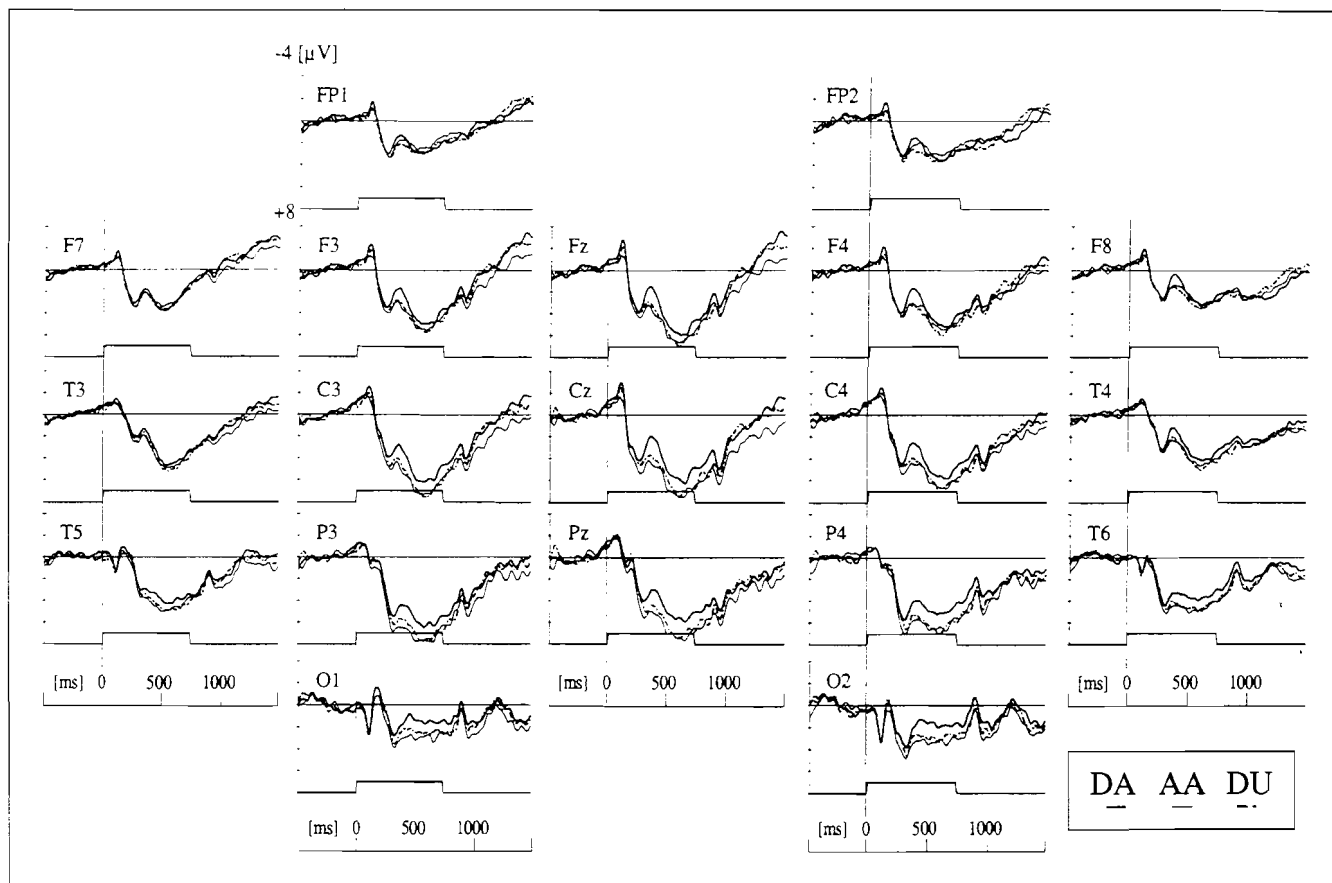 -4 [µV]
FP1 FP2
+8
F7 F3 Fz F4 F8
T3 C3 Cz C4 T4
T5 P3 Pz P4 T6
[ms] 0 500 1000 O1 [ms] 0 500 1000 O2 [ms] 0 500 1000
DA AA DU
[ms] 0 500 1000 [ms] 0 500 1000